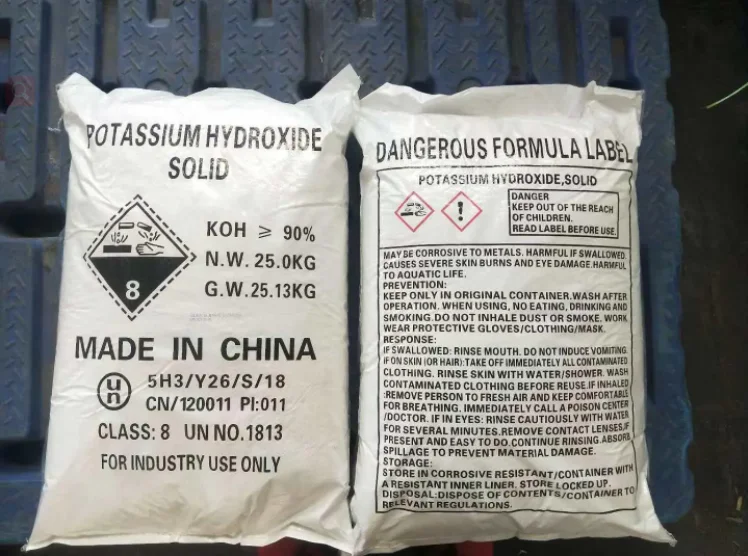 POTASSIUM HYDROXIDE
SOLID
8
KOH ≥ 90%
N.W. 25.0KG
G.W.25.13KG
MADE IN CHINA
un 5H3/Y26/S/18
CN/120011 PI:011
CLASS: 8 UN NO.1813
FOR INDUSTRY USE ONLY
DANGEROUS FORMULA LABEL
POTASSIUM HYDROXIDE,SOLID
DANGER
KEEP OUT OF THE REACH
OF CHILDREN.
READ LABEL BEFORE USE.
MAY BE CORROSIVE TO METALS. HARMFUL IF SWALLOWED.
CAUSES SEVERE SKIN BURNS AND EYE DAMAGE.HARMFUL
TO AQUATIC LIFE.
PREVENTION:
KEEP ONLY IN ORIGINAL CONTAINER.WASH AFTER
OPERATION. WHEN USING, NO EATING, DRINKING AND
SMOKING.DO NOT INHALE DUST OR SMOKE. WORK
WEAR PROTECTIVE GLOVES/CLOTHING/MASK.
RESPONSE:
IF SWALLOWED: RINSE MOUTH. DO NOT INDUCE VOMITING.
IF ON SKIN (OR HAIR): TAKE OFF IMMEDIATELY ALL CONTAMINATED
CLOTHING. RINSE SKIN WITH WATER/SHOWER. WASH
CONTAMINATED CLOTHING BEFORE REUSE.IF INHALED
:REMOVE PERSON TO FRESH AIR AND KEEP COMFORTABLE
FOR BREATHING. IMMEDIATELY CALL A POISON CENTER
/DOCTOR. IF IN EYES: RINSE CAUTIOUSLY WITH WATER
FOR SEVERAL MINUTES.REMOVE CONTACT LENSES,IF
PRESENT AND EASY TO DO.CONTINUE RINSING.ABSORB
SPILLAGE TO PREVENT MATERIAL DAMAGE.
STORAGE:
STORE IN CORROSIVE RESISTANT/CONTAINER WITH
A RESISTANT INNER LINER. STORE LOCKED UP.
DISPOSAL:DISPOSE OF CONTENTS/CONTAINER TO
RELEVANT REGULATIONS.